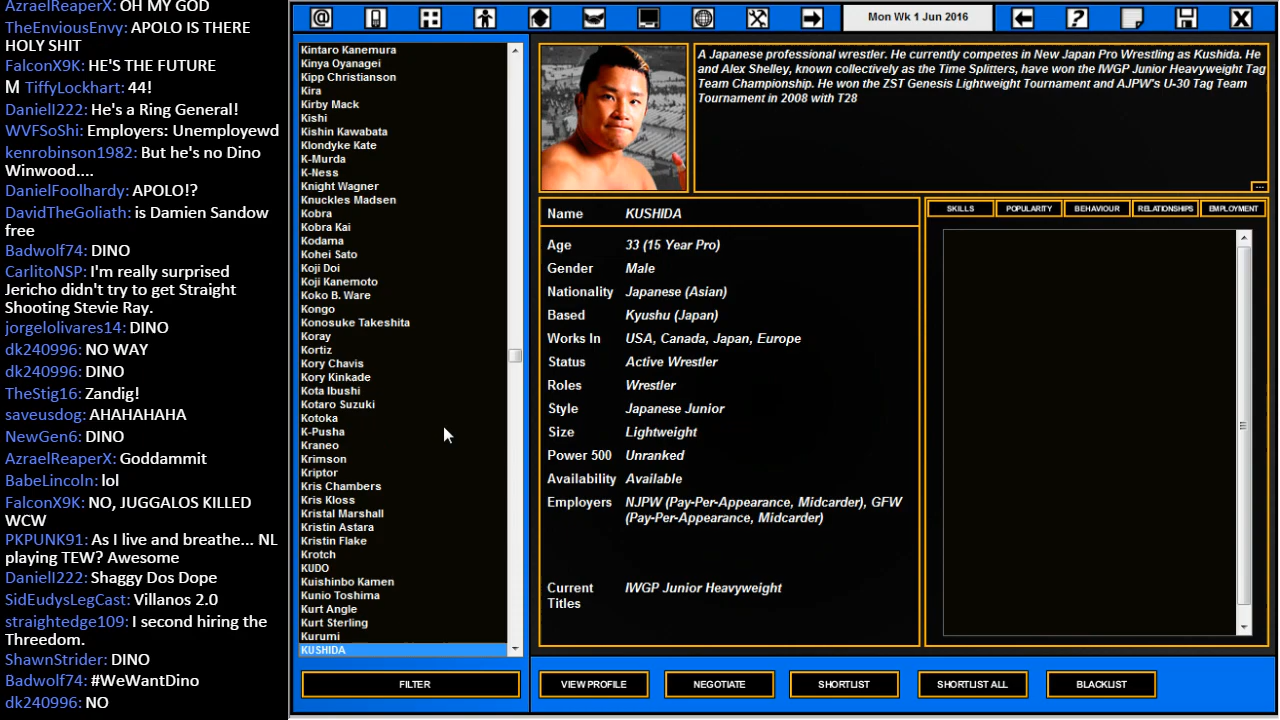 AzraelReaperX: OH MY GOD
TheEnviousEnvy: APOLO IS THERE
HOLY SHIT
FalconX9K: HE'S THE FUTURE
M TiffyLockhart: 44!
DanielI222: He's a Ring General!
WVFSoShi: Employers: Unemployewd
kenrobinson1982: But he's no Dino
Winwood....
DanielFoolhardy: APOLO!?
DavidTheGoliath: is Damien Sandow
free
Badwolf74: DINO
CarlitoNSP: I'm really surprised
Jericho didn't try to get Straight
Shooting Stevie Ray.
jorgelolivares14: DINO
dk240996: NO WAY
dk240996: DINO
TheStig16: Zandig!
saveusdog: AHAHAHAHA
NewGen6: DINO
AzraelReaperX: Goddammit
BabeLincoln: lol
FalconX9K: NO, JUGGALOS KILLED
WCW
PKPUNK91: As I live and breathe... NL
playing TEW? Awesome
DanielI222: Shaggy Dos Dope
SidEudysLegCast: Villanos 2.0
straightedge109: I second hiring the
Threedom.
ShawnStrider: DINO
Badwolf74: #WeWantDino
dk240996: NO
Mon Wk 1 Jun 2016
Kintaro Kanemura
Kinya Oyanagei
Kipp Christianson
Kira
Kirby Mack
Kishi
Kishin Kawabata
Klondyke Kate
K-Murda
K-Ness
Knight Wagner
Knuckles Madsen
Kobra
Kobra Kai
Kodama
Kohei Sato
Koji Doi
Koji Kanemoto
Koko B. Ware
Kongo
Konosuke Takeshita
Koray
Kortiz
Kory Chavis
Kory Kinkade
Kota Ibushi
Kotaro Suzuki
Kotoka
K-Pusha
Kraneo
Krimson
Kriptor
Kris Chambers
Kris Kloss
Kristal Marshall
Kristin Astara
Kristin Flake
Krotch
KUDO
Kuishinbo Kamen
Kunio Toshima
Kurt Angle
Kurt Sterling
Kurumi
KUSHIDA
FILTER
A Japanese professional wrestler. He currently competes in New Japan Pro Wrestling as Kushida. He
and Alex Shelley, known collectively as the Time Splitters, have won the IWGP Junior Heavyweight Tag
Team Championship. He won the ZST Genesis Lightweight Tournament and AJPW's U-30 Tag Team
Tournament in 2008 with T28
...
Name KUSHIDA
Age 33 (15 Year Pro)
Gender Male
Nationality Japanese (Asian)
Based Kyushu (Japan)
Works In USA, Canada, Japan, Europe
Status Active Wrestler
Roles Wrestler
Style Japanese Junior
Size Lightweight
Power 500 Unranked
Availability Available
Employers NJPW (Pay-Per-Appearance, Midcarder), GFW
(Pay-Per-Appearance, Midcarder)
Current IWGP Junior Heavyweight
Titles
SKILLS POPULARITY BEHAVIOUR RELATIONSHIPS EMPLOYMENT
VIEW PROFILE NEGOTIATE SHORTLIST SHORTLIST ALL BLACKLIST